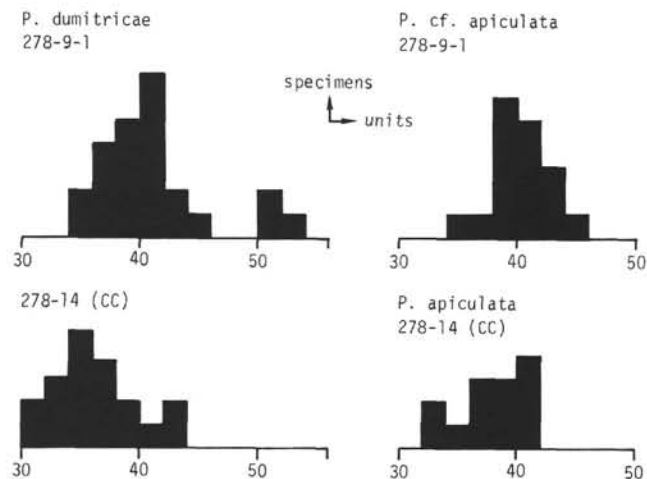 P. dumitricae
278-9-1
P. cf. apiculata
278-9-1
specimens
units
30 40 50
30 40 50
278-14 (CC)
P. apiculata
278-14 (CC)
30 40 50
30 40 50